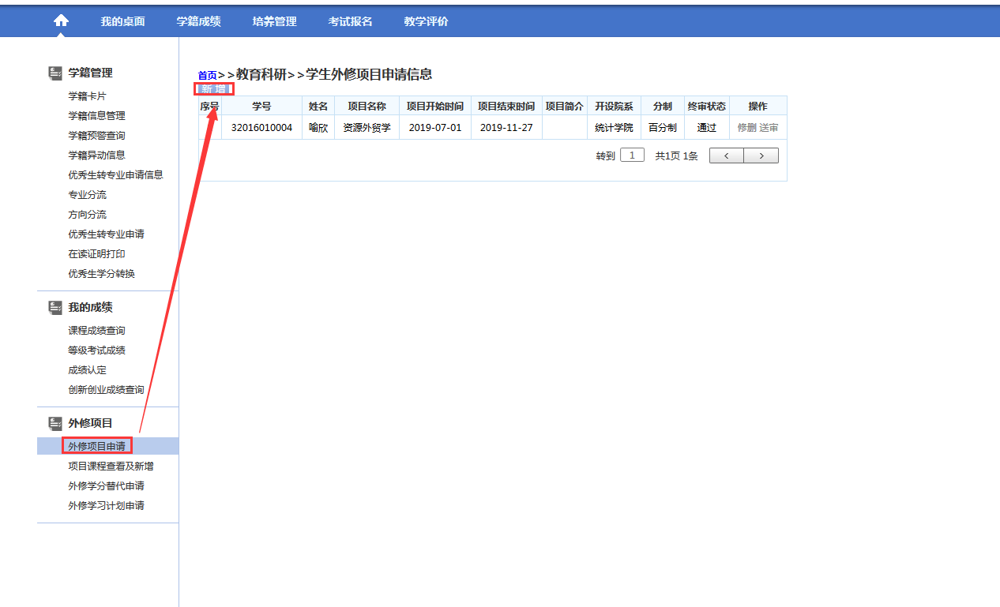 我的桌面 学籍成绩 培养管理 考试报名 教学评价
学籍管理
学籍卡片
学籍信息管理
学籍预警查询
学籍异动信息
优秀生转专业申请信息
专业分流
方向分流
优秀生转专业申请
在读证明打印
优秀生学分转换
我的成绩
课程成绩查询
等级考试成绩
成绩认定
创新创业成绩查询
外修项目
外修项目申请
项目课程查看及新增
外修学分替代申请
外修学习计划申请
首页>>教育科研>>学生外修项目申请信息
新 增
序号 学号 姓名 项目名称 项目开始时间 项目结束时间 项目简介 开设院系 分制 终审状态 操作
32016010004 喻欣 资源外贸学 2019-07-01 2019-11-27 统计学院 百分制 通过 修删 送审
转到 1 共1页 1条 < >